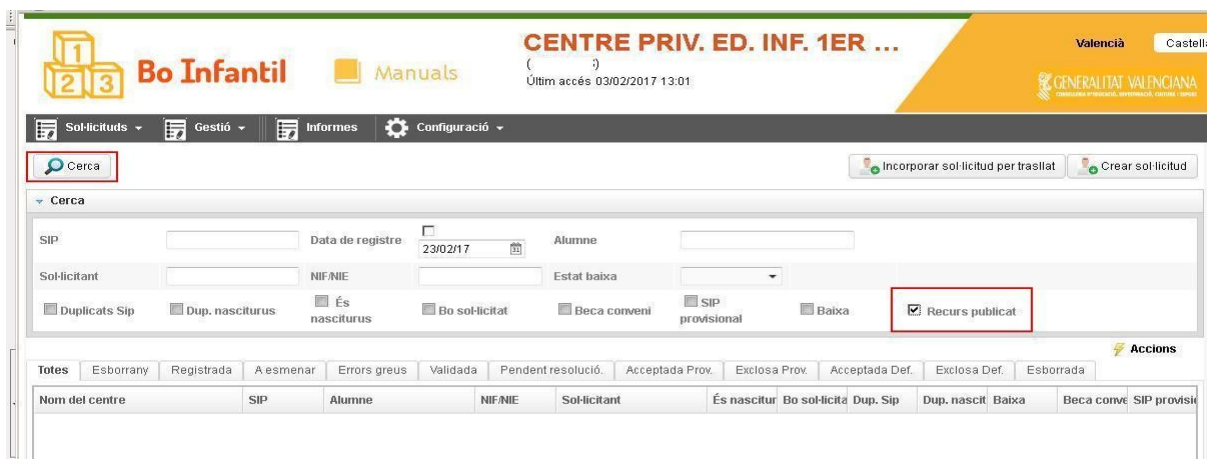 CENTRE PRIV. ED. INF. 1ER ...
Valencià
Castell
1
2 3
Bo Infantil
Manuals
( :)
Últim accés 03/02/2017 13:01
GENERALITAT VALENCIANA
Sol·licituds
Gestió
Informes
Configuració
Cerca
Incorporar sol·licitud per trasllat
Crear sol·licitud
Cerca
SIP
Data de registre
23/02/17
31
Alumne
Sol·licitant
NIF/NIE
Estat baixa
Duplicats Sip
Dup. nasciturus
És
nasciturus
Bo sol·licitat
Beca conveni
SIP
provisional
Baixa
Recurs publicat
Accions
Totes Esborrany Registrada A esmenar Errors greus Validada Pendent resolució. Acceptada Prov. Exclosa Prov. Acceptada Def. Exclosa Def. Esborrada
Nom del centre SIP Alumne NIF/NIE Sol·licitant És nascitur Bo sol·licita Dup. Sip Dup. nascit Baixa Beca conve SIP provisi